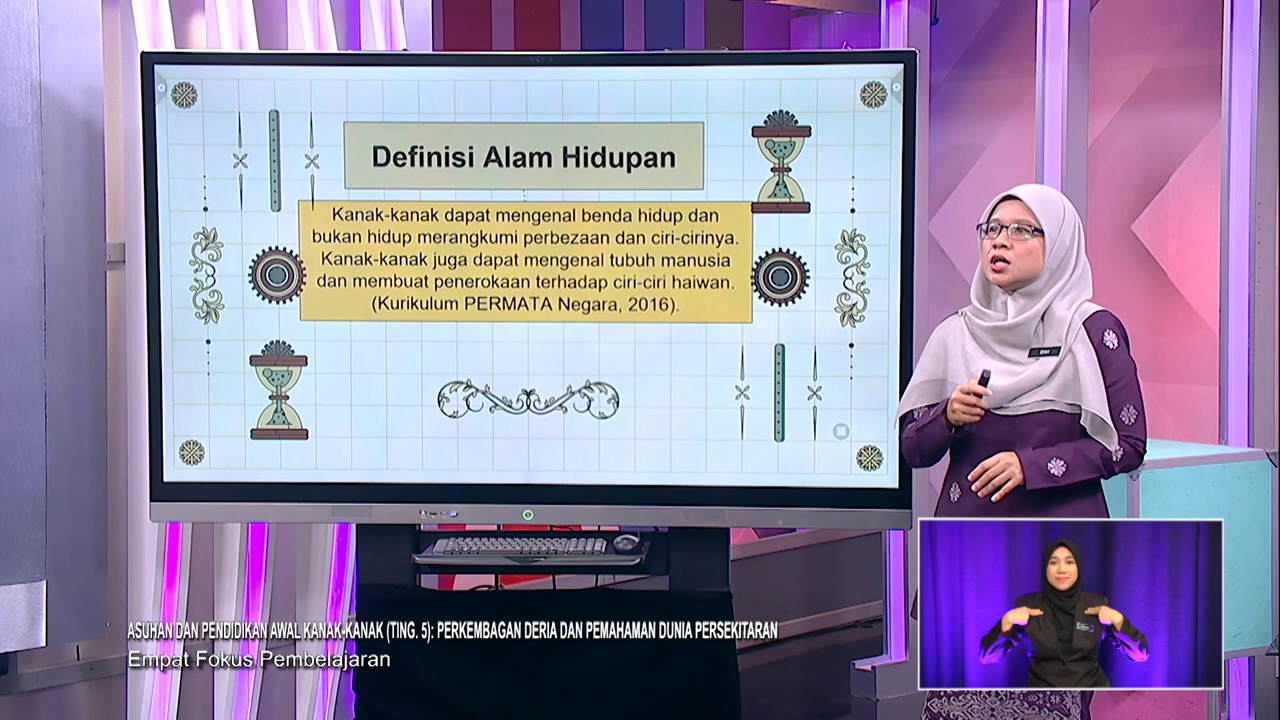 Definisi Alam Hidupan
Kanak-kanak dapat mengenal benda hidup dan
bukan hidup merangkumi perbezaan dan ciri-cirinya.
Kanak-kanak juga dapat mengenal tubuh manusia
dan membuat penerokaan terhadap ciri-ciri haiwan.
(Kurikulum PERMATA Negara, 2016).
ASUHAN DAN PENDIDIKAN AWAL KANAK-KANAK (TING. 5): PERKEMBAGAN DERIA DAN PEMAHAMAN DUNIA PERSEKITARAN
Empat Fokus Pembelajaran